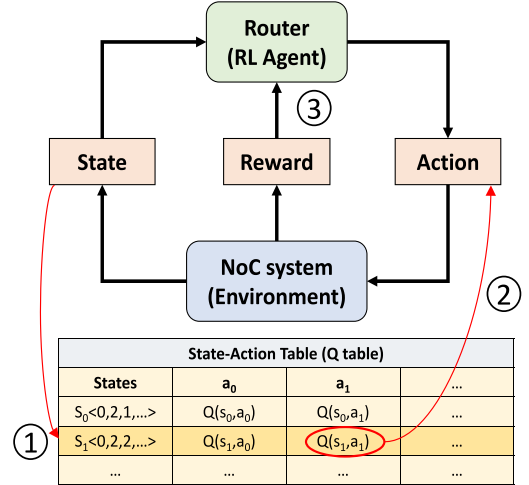 Router
(RL Agent)
③
State
Reward
Action
NoC system
(Environment)
②
State-Action Table (Q table)
States a₀ a₁ ...
S₀<0,2,1,...> Q(s₀,a₀) Q(s₀,a₁) ...
①
S₁<0,2,2,...> Q(s₁,a₀) Q(s₁,a₁) ...
... ... ... ...